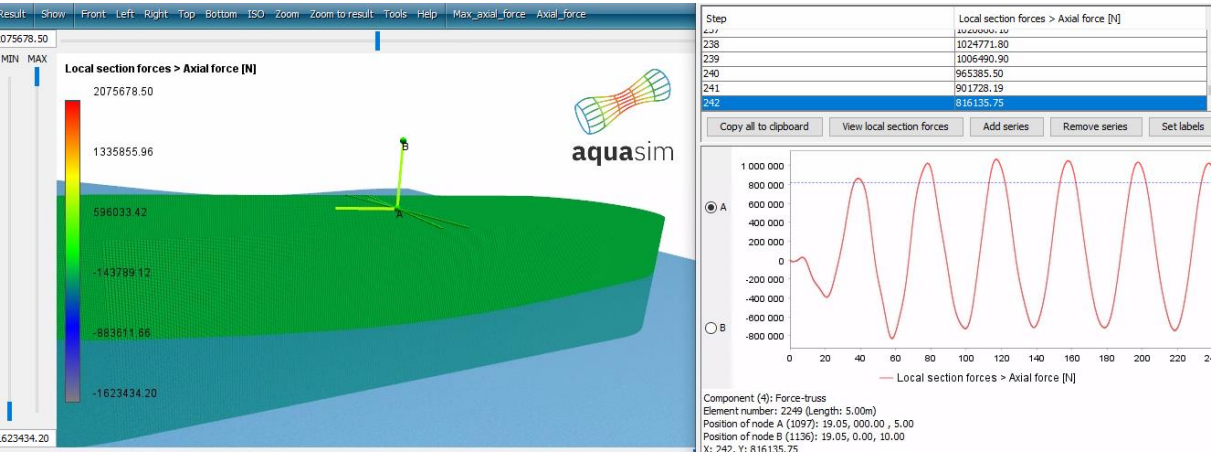 Result Show Front Left Right Top Bottom ISO Zoom Zoom to result Tools Help Max_axial_force Axial_force
2075678.50
MIN MAX
Local section forces > Axial force [N]
2075678.50
1335855.96
596033.42
-143789.12
-883611.66
-1623434.20
1623434.20
B
A
aquasim
Step Local section forces > Axial force [N]
237 1020866.10
238 1024771.80
239 1006490.90
240 965385.50
241 901728.19
242 816135.75
Copy all to clipboard View local section forces Add series Remove series Set labels
A
B
1 000 000
800 000
600 000
400 000
200 000
0
-200 000
-400 000
-600 000
-800 000
0 20 40 60 80 100 120 140 160 180 200 220
Local section forces > Axial force [N]
Component (4): Force-truss
Element number: 2249 (Length: 5.00m)
Position of node A (1097): 19.05, 000.00 , 5.00
Position of node B (1136): 19.05, 0.00, 10.00
X: 242, Y: 816135.75